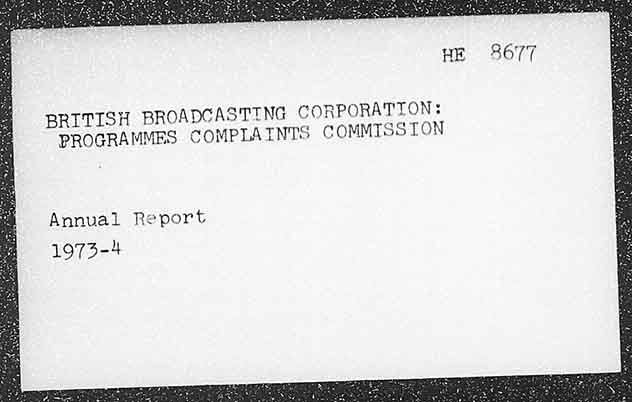 HE 8677
BRITISH BROADCASTING CORPORATION:
PROGRAMMES COMPLAINTS COMMISSION
Annual Report
1973-4